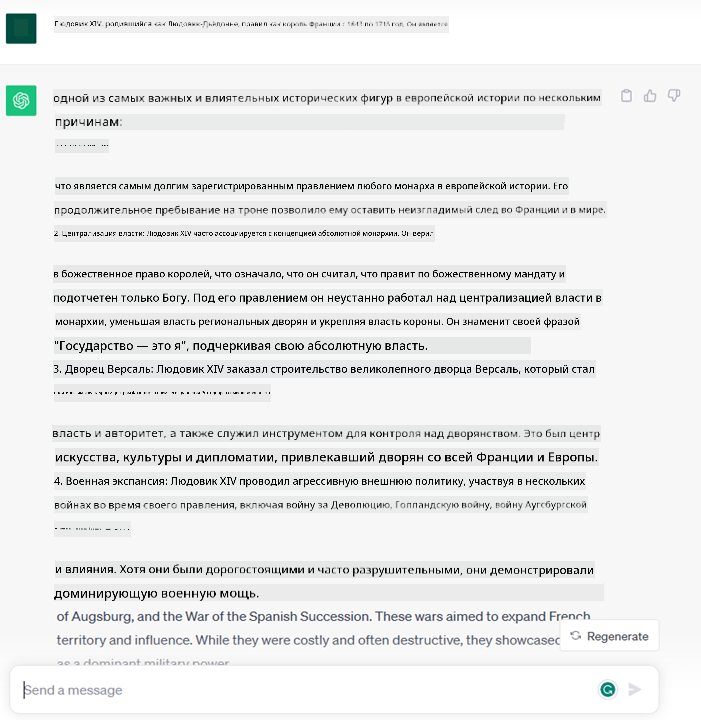 Людовик XIV, родившийся как Людовик-Дьёдонне, правил как король Франции с 1643 по 1715 год. Он является
одной из самых важных и влиятельных исторических фигур в европейской истории по нескольким
причинам:
что является самым долгим зарегистрированным правлением любого монарха в европейской истории. Его
продолжительное пребывание на троне позволило ему оставить неизгладимый след во Франции и в мире.
2. Централизация власти: Людовик XIV часто ассоциируется с концепцией абсолютной монархии. Он верил
в божественное право королей, что означало, что он считал, что правит по божественному мандату и
подотчетен только Богу. Под его правлением он неустанно работал над централизацией власти в
монархии, уменьшая власть региональных дворян и укрепляя власть короны. Он знаменит своей фразой
"Государство — это я", подчеркивая свою абсолютную власть.
3. Дворец Версаль: Людовик XIV заказал строительство великолепного дворца Версаль, который стал
власть и авторитет, а также служил инструментом для контроля над дворянством. Это был центр
искусства, культуры и дипломатии, привлекавший дворян со всей Франции и Европы.
4. Военная экспансия: Людовик XIV проводил агрессивную внешнюю политику, участвуя в нескольких
войнах во время своего правления, включая войну за Деволюцию, Голландскую войну, войну Аугсбургской
и влияния. Хотя они были дорогостоящими и часто разрушительными, они демонстрировали
доминирующую военную мощь.
of Augsburg, and the War of the Spanish Succession. These wars aimed to expand French
territory and influence. While they were costly and often destructive, they showcased
Regenerate
as a dominant military power
Send a message